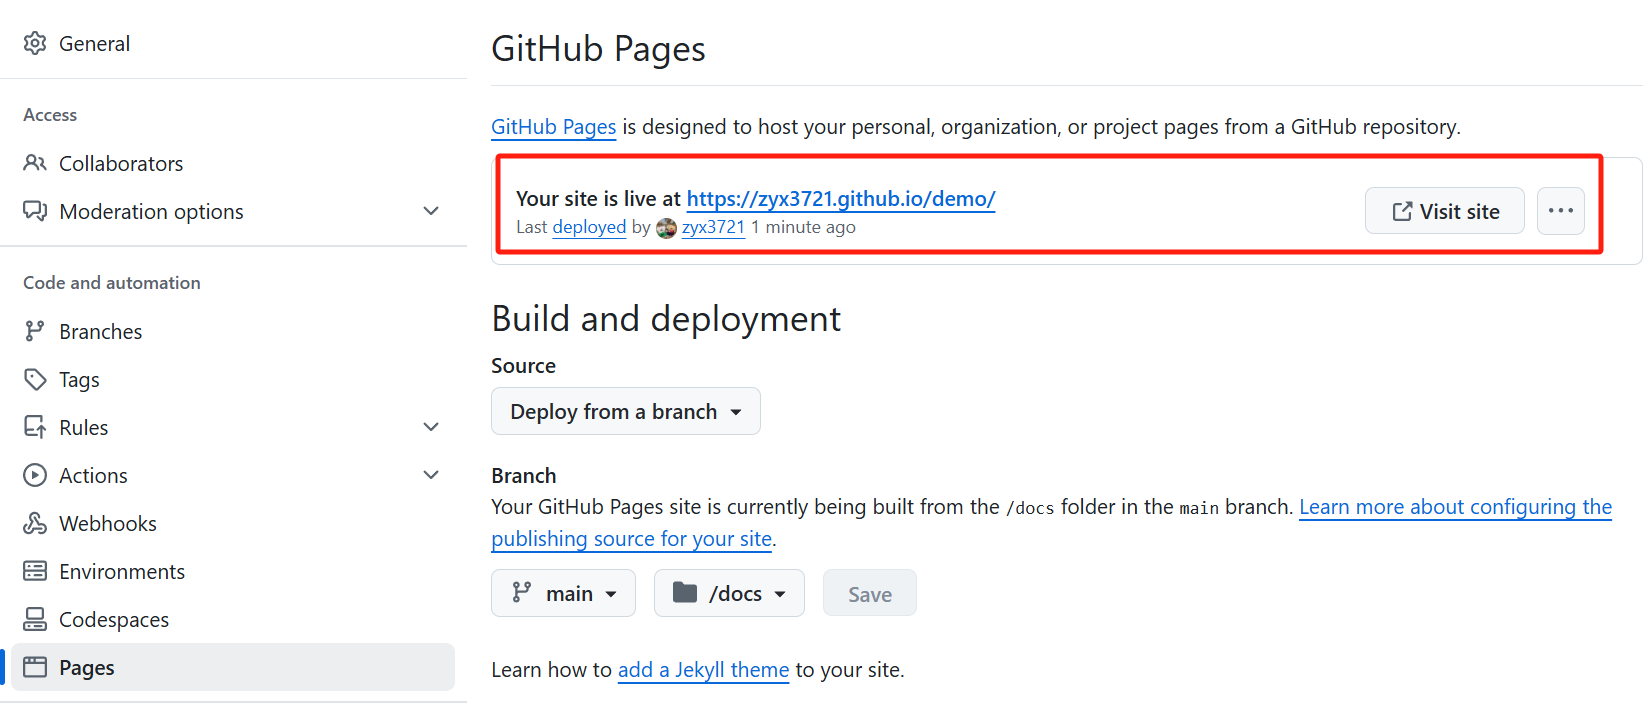 General
Access
Collaborators
Moderation options
Code and automation
Branches
Tags
Rules
Actions
Webhooks
Environments
Codespaces
Pages
GitHub Pages
GitHub Pages is designed to host your personal, organization, or project pages from a GitHub repository.
Your site is live at https://zyx3721.github.io/demo/
Last deployed by zyx3721 1 minute ago
Visit site
Build and deployment
Source
Deploy from a branch
Branch
Your GitHub Pages site is currently being built from the /docs folder in the main branch. Learn more about configuring the
publishing source for your site.
main
/docs
Save
Learn how to add a Jekyll theme to your site.